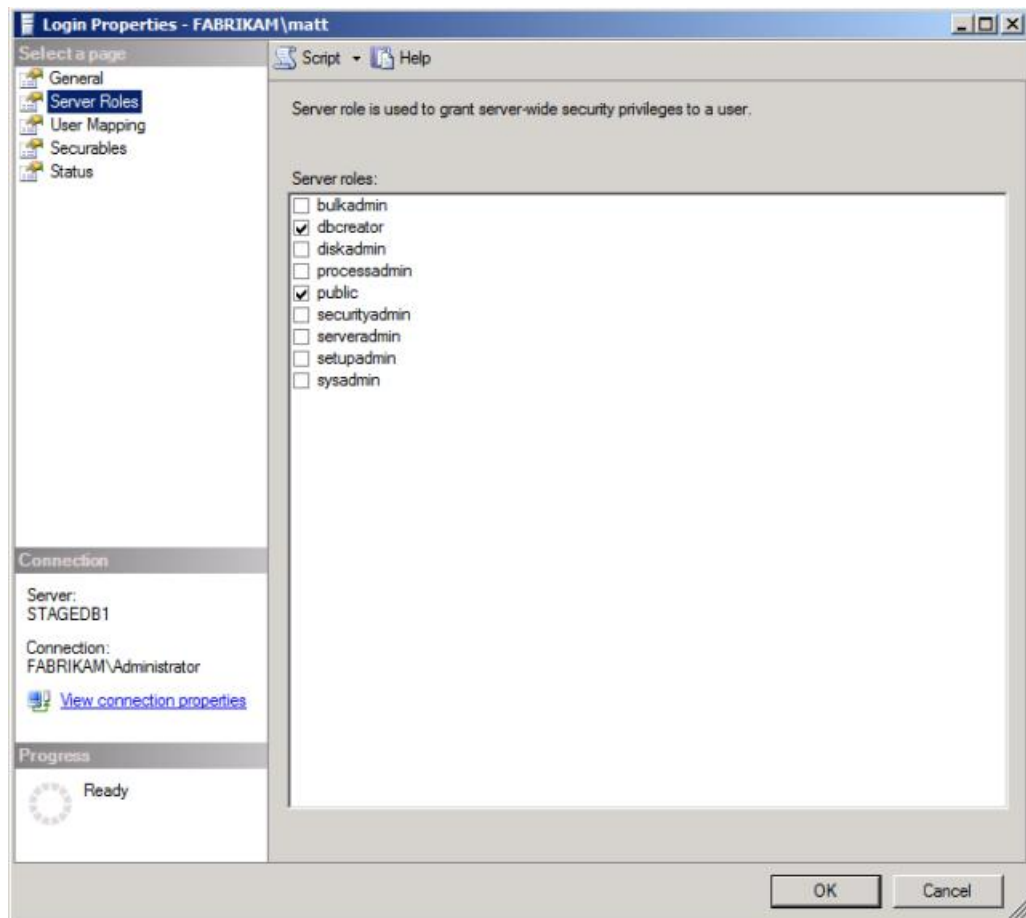 Login Properties - FABRIKAM\matt
Select a page
General
Server Roles
User Mapping
Securables
Status
Script Help
Server role is used to grant server-wide security privileges to a user.
Server roles:
bulkadmin
dbcreator
diskadmin
processadmin
public
securityadmin
serveradmin
setupadmin
sysadmin
Connection
Server:
STAGEDB1
Connection:
FABRIKAM\Administrator
View connection properties
Progress
Ready
OK Cancel